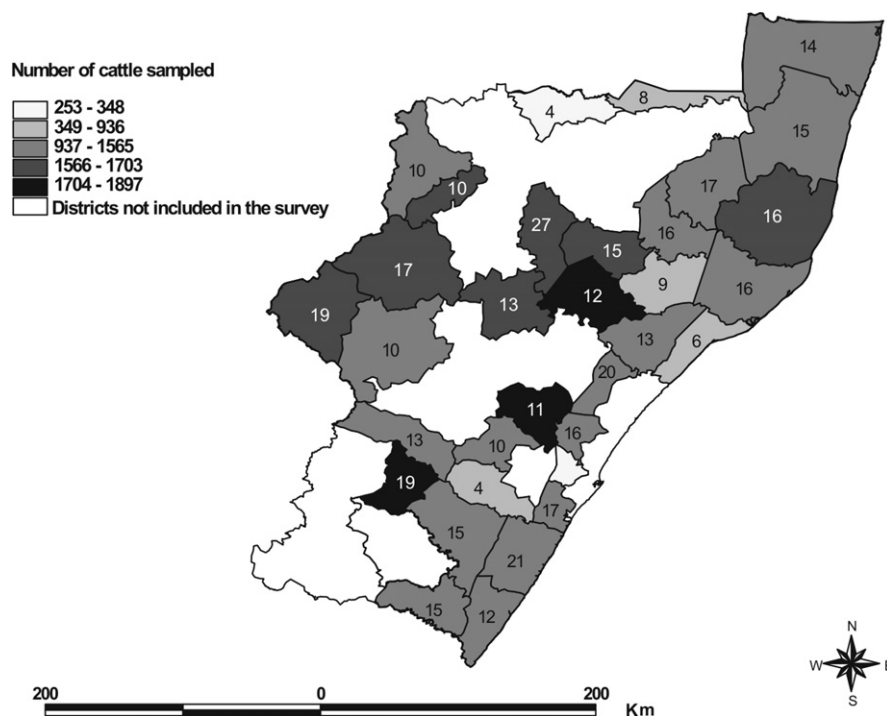 Number of cattle sampled
253 - 348
349 - 936
937 - 1565
1566 - 1703
1704 - 1897
Districts not included in the survey
14
8
4
15
10
10
17
16
27
16
15
17
9
16
12
13
19
13
6
10
20
11
16
13
10
19
4
17
15
21
15
12
N
W E
S
200 0 200
Km